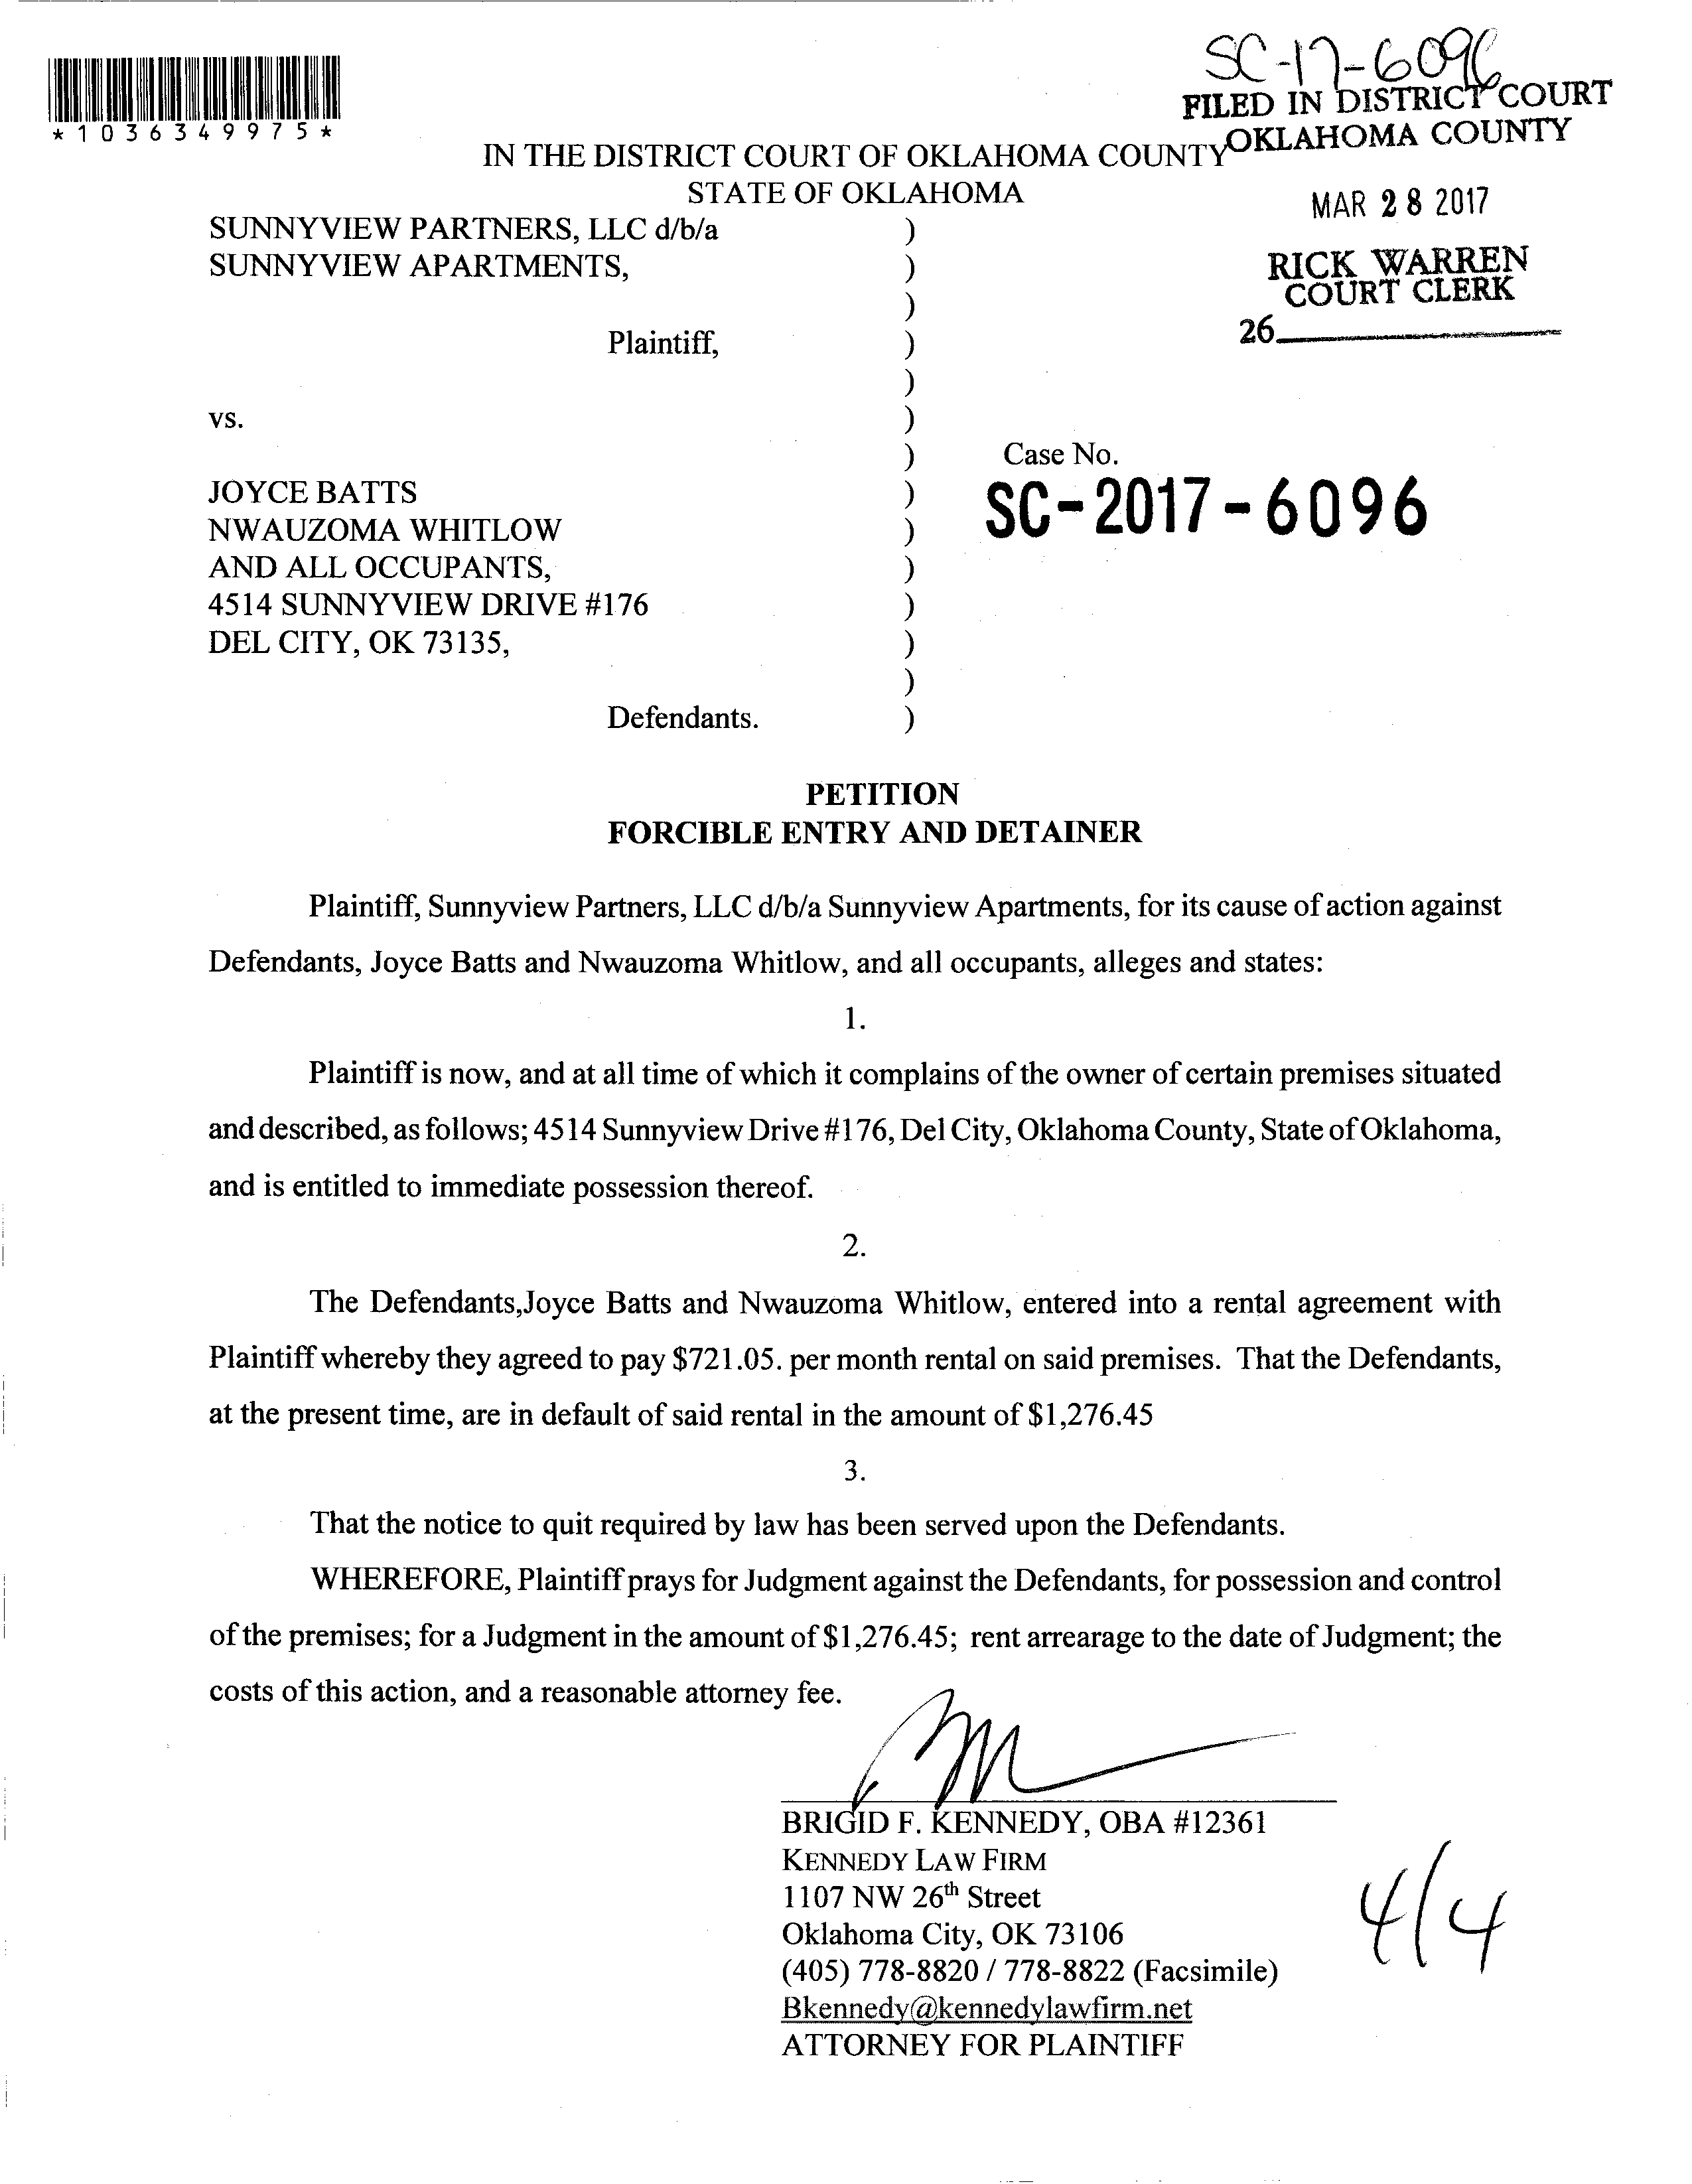 SC-17-6096
FILED IN DISTRICT COURT
OKLAHOMA COUNTY
*1036349975*
IN THE DISTRICT COURT OF OKLAHOMA COUNTY
STATE OF OKLAHOMA
MAR 28 2017
SUNNYVIEW PARTNERS, LLC d/b/a )
SUNNYVIEW APARTMENTS, )
RICK WARREN
COURT CLERK
)
26
Plaintiff, )
)
vs. )
) Case No.
JOYCE BATTS )
SC-2017-6096
NWAUZOMA WHITLOW )
AND ALL OCCUPANTS, )
4514 SUNNYVIEW DRIVE #176 )
DEL CITY, OK 73135, )
)
Defendants. )
PETITION
FORCIBLE ENTRY AND DETAINER
Plaintiff, Sunnyview Partners, LLC d/b/a Sunnyview Apartments, for its cause of action against
Defendants, Joyce Batts and Nwauzoma Whitlow, and all occupants, alleges and states:
1.
Plaintiff is now, and at all time of which it complains of the owner of certain premises situated
and described, as follows; 4514 Sunnyview Drive #176, Del City, Oklahoma County, State of Oklahoma,
and is entitled to immediate possession thereof.
2.
The Defendants,Joyce Batts and Nwauzoma Whitlow, entered into a rental agreement with
Plaintiff whereby they agreed to pay $721.05. per month rental on said premises. That the Defendants,
at the present time, are in default of said rental in the amount of $1,276.45
3.
That the notice to quit required by law has been served upon the Defendants.
WHEREFORE, Plaintiff prays for Judgment against the Defendants, for possession and control
of the premises; for a Judgment in the amount of $1,276.45; rent arrearage to the date of Judgment; the
costs of this action, and a reasonable attorney fee.
BRIGID F. KENNEDY, OBA #12361
KENNEDY LAW FIRM
1107 NW 26th Street
Oklahoma City, OK 73106
(405) 778-8820 / 778-8822 (Facsimile)
Bkennedy@kennedylawfirm.net
ATTORNEY FOR PLAINTIFF
4/4